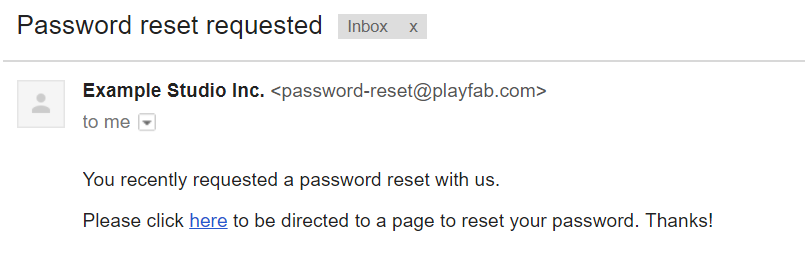 Password reset requested Inbox x
Example Studio Inc. <password-reset@playfab.com>
to me
You recently requested a password reset with us.
Please click here to be directed to a page to reset your password. Thanks!